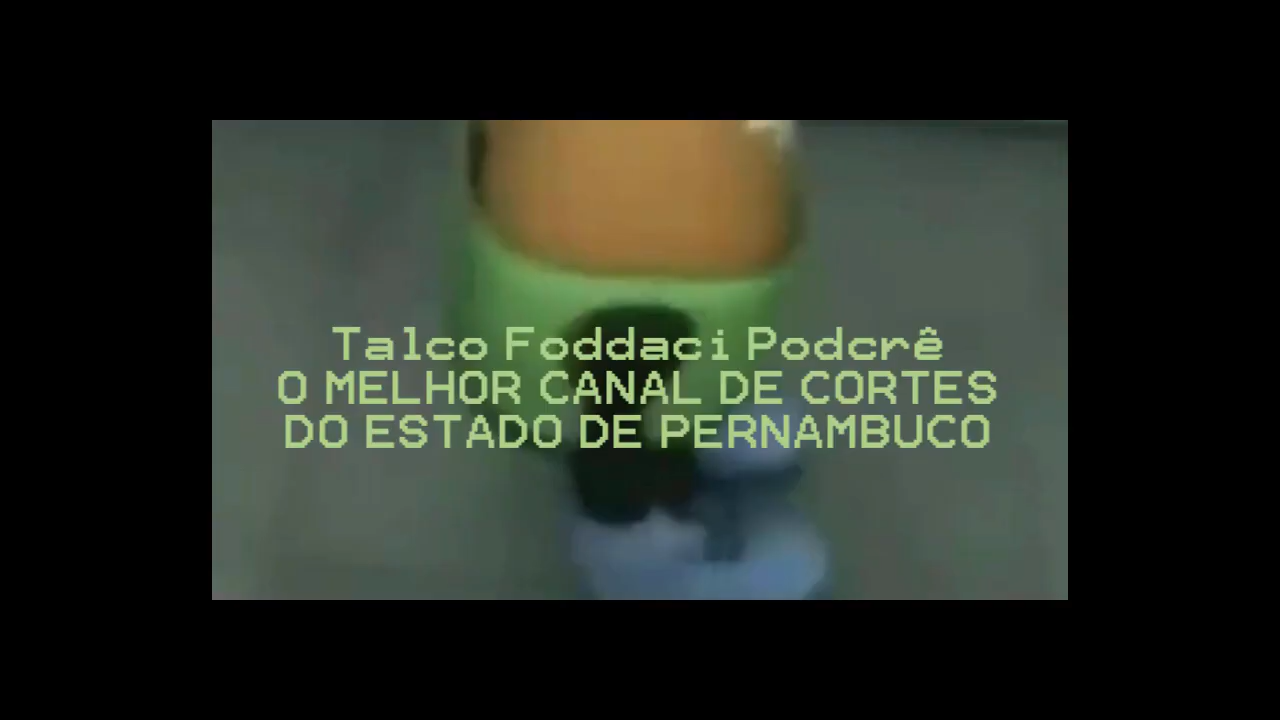 Talco Foddaci Podcrê
O MELHOR CANAL DE CORTES
DO ESTADO DE PERNAMBUCO